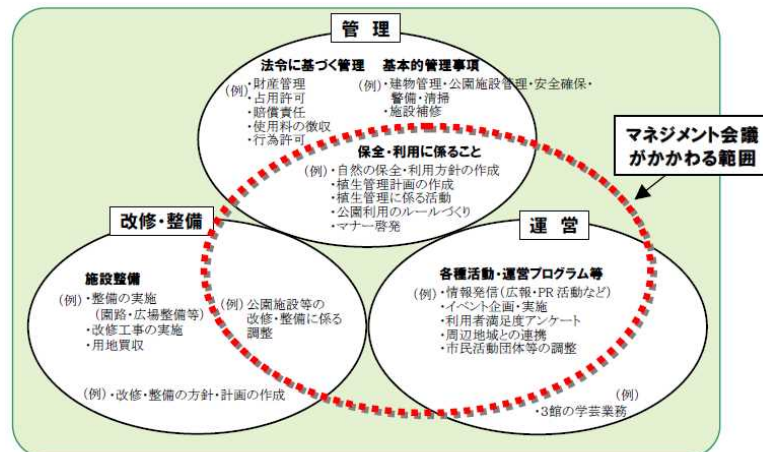 管 理
法令に基づく管理
(例)・財産管理
・占用許可
・賠償責任
・使用料の徴収
・行為許可
基本的管理事項
(例)・建物管理・公園施設管理・安全確保・
警備・清掃
・施設補修
保全・利用に係ること
(例)・自然の保全・利用方針の作成
・植生管理計画の作成
・植生管理に係る活動
・公園利用のルールづくり
・マナー啓発
マネジメント会議
がかかわる範囲
改修・整備
施設整備
(例)・整備の実施
(園路・広場整備等)
・改修工事の実施
・用地買収
(例)公園施設等の
改修・整備に係る
調整
(例)・改修・整備の方針・計画の作成
運 営
各種活動・運営プログラム等
(例)・情報発信(広報・PR活動など)
・イベント企画・実施
・利用者満足度アンケート
・周辺地域との連携
・市民活動団体等の調整
(例)
・3館の学芸業務